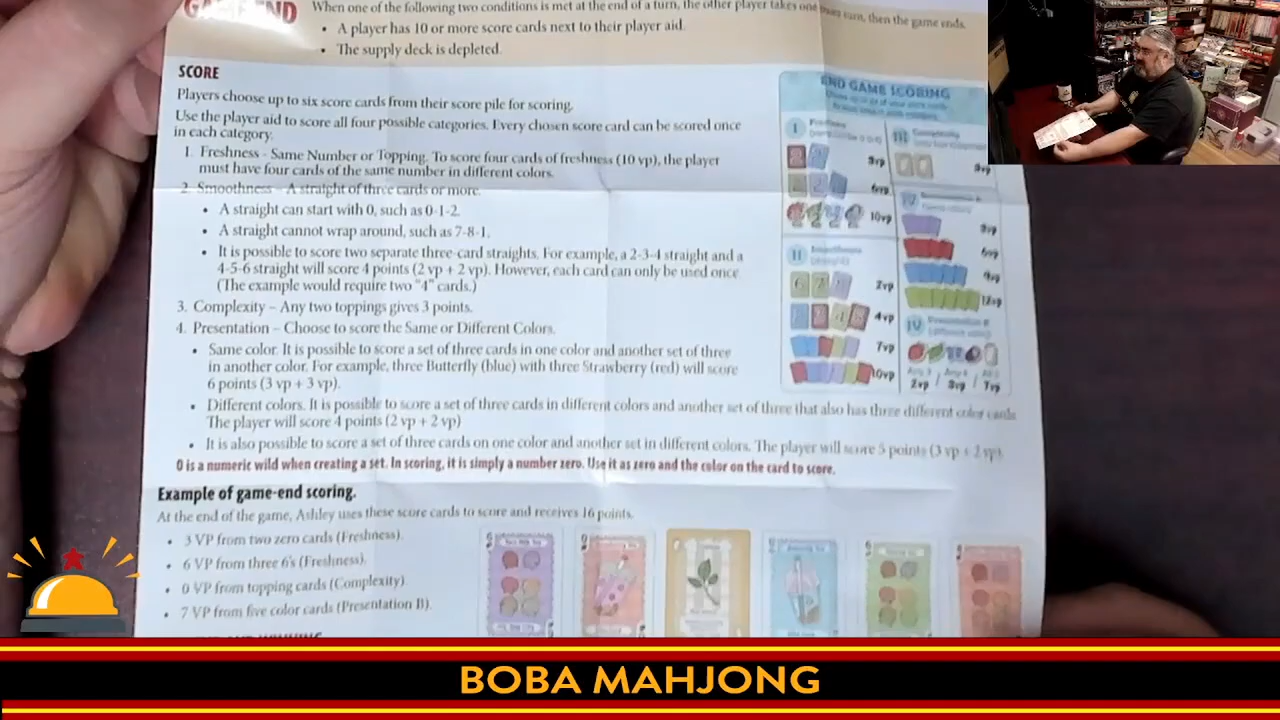 GAME END
When one of the following two conditions is met at the end of a turn, the other player takes one more turn, then the game ends.
• A player has 10 or more score cards next to their player aid.
• The supply deck is depleted.
SCORE
Players choose up to six score cards from their score pile for scoring.
Use the player aid to score all four possible categories. Every chosen score card can be scored once
in each category.
1. Freshness - Same Number or Topping. To score four cards of freshness (10 vp), the player
must have four cards of the same number in different colors.
2. Smoothness - A straight of three cards or more.
• A straight can start with 0, such as 0-1-2.
• A straight cannot wrap around, such as 7-8-1.
• It is possible to score two separate three-card straights. For example, a 2-3-4 straight and a
4-5-6 straight will score 4 points (2 vp + 2 vp). However, each card can only be used once
(The example would require two "4" cards.)
3. Complexity – Any two toppings gives 3 points.
4. Presentation – Choose to score the Same or Different Colors.
• Same color. It is possible to score a set of three cards in one color and another set of three
in another color. For example, three Butterfly (blue) with three Strawberry (red) will score
6 points (3 vp + 3 vp).
• Different colors. It is possible to score a set of three cards in different colors and another set of three that also has three different color cards
The player will score 4 points (2 vp + 2 vp)
• It is also possible to score a set of three cards on one color and another set in different colors. The player will score 5 points (3 vp + 2 vp).
0 is a numeric wild when creating a set. In scoring, it is simply a number zero. Use it as zero and the color on the card to score.
END GAME SCORING
I
3vp
6vp
10vp
II
2vp
4vp
7vp
10vp
III
3vp
IV
3vp
6vp
9vp
12vp
IV
2vp / 3vp / 7vp
Example of game-end scoring.
At the end of the game, Ashley uses these score cards to score and receives 16 points.
• 3 VP from two zero cards (Freshness).
• 6 VP from three 6's (Freshness).
• 0 VP from topping cards (Complexity).
• 7 VP from five color cards (Presentation B).
BOBA MAHJONG